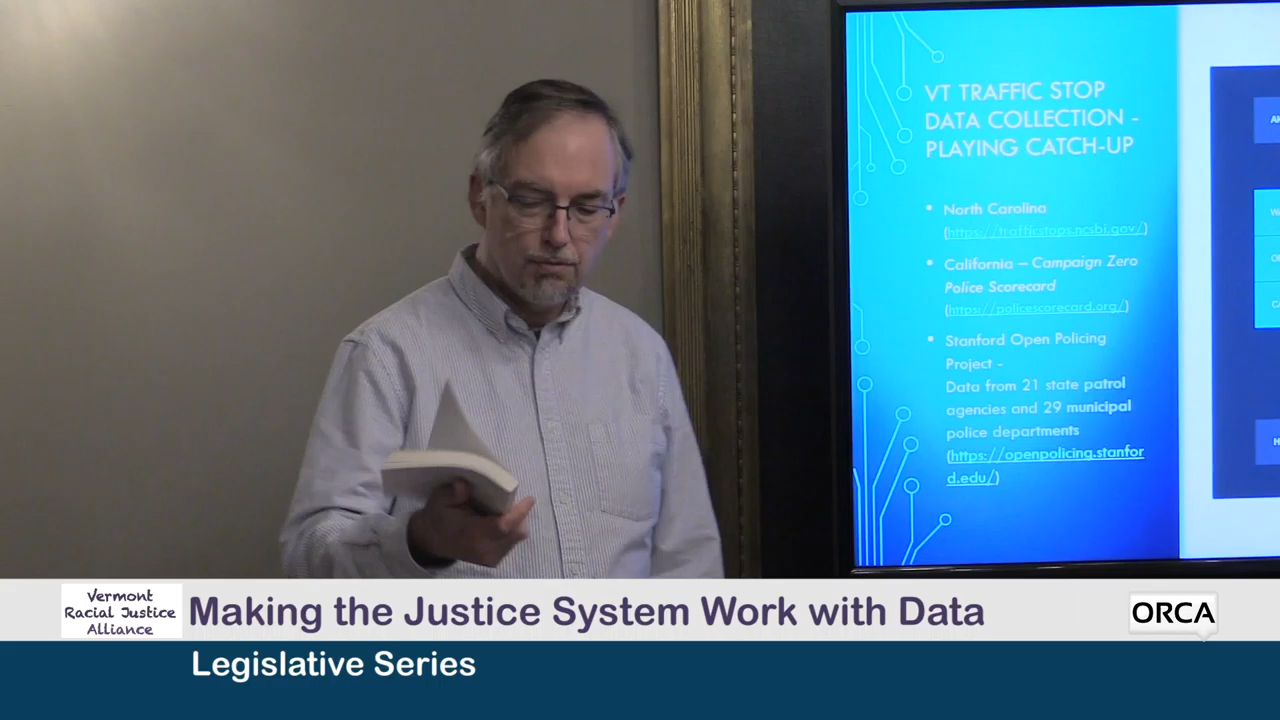 VT TRAFFIC STOP
DATA COLLECTION -
PLAYING CATCH-UP
• North Carolina
(https://trafficstops.ncsbi.gov/)
• California – Campaign Zero
Police Scorecard
(https://policescorecard.org/)
• Stanford Open Policing
Project -
Data from 21 state patrol
agencies and 29 municipal
police departments
(https://openpolicing.stanfor
d.edu/)
Vermont
Racial Justice
Alliance
Making the Justice System Work with Data
ORCA
Legislative Series